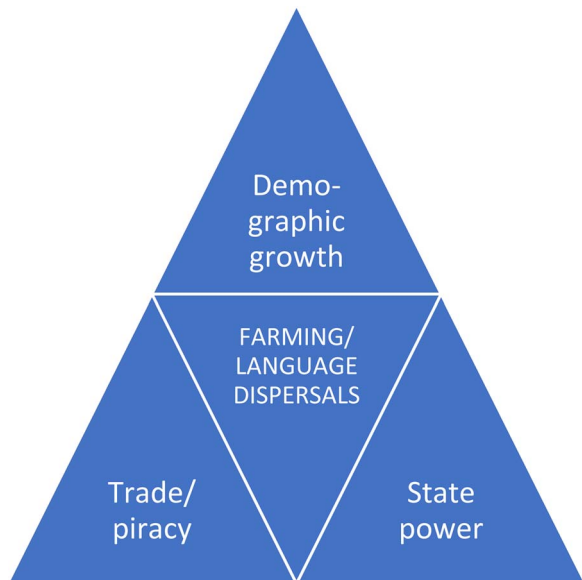 Demo-
graphic
growth
FARMING/
LANGUAGE
DISPERSALS
Trade/
piracy
State
power